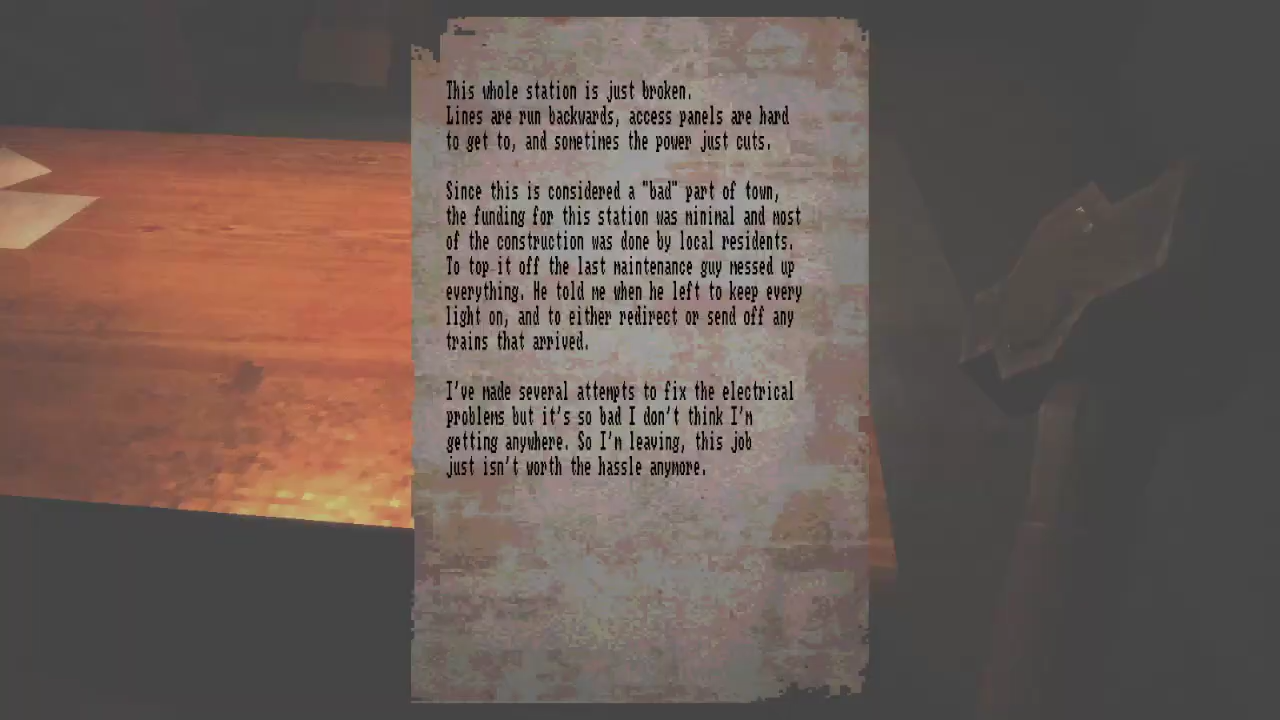 This whole station is just broken.
Lines are run backwards, access panels are hard
to get to, and sometimes the power just cuts.
Since this is considered a "bad" part of town,
the funding for this station was minimal and most
of the construction was done by local residents.
To top it off the last maintenance guy messed up
everything. He told me when he left to keep every
light on, and to either redirect or send off any
trains that arrived.
I've made several attempts to fix the electrical
problems but it's so bad I don't think I'm
getting anywhere. So I'm leaving, this job
just isn't worth the hassle anymore.